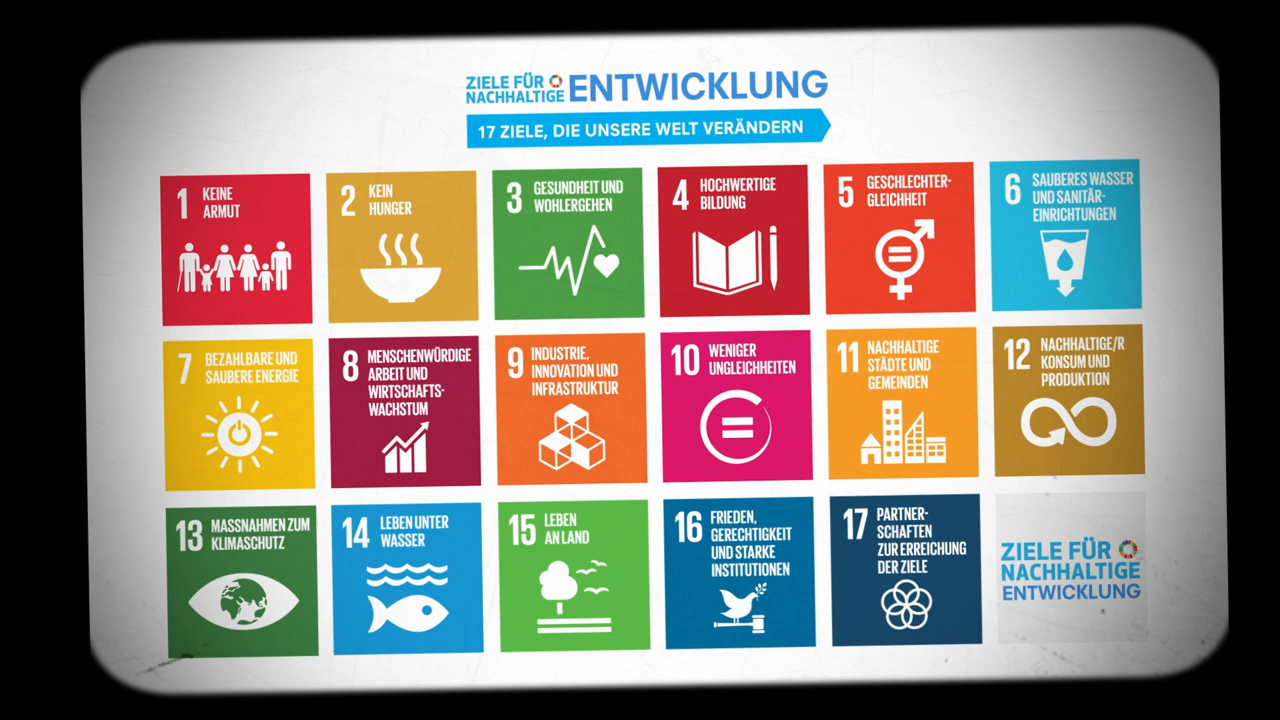 ZIELE FÜR
NACHHALTIGE
ENTWICKLUNG
17 ZIELE, DIE UNSERE WELT VERÄNDERN
1 KEINE
ARMUT
2 KEIN
HUNGER
3 GESUNDHEIT UND
WOHLERGEHEN
4 HOCHWERTIGE
BILDUNG
5 GESCHLECHTER-
GLEICHHEIT
6 SAUBERES WASSER
UND SANITÄR-
EINRICHTUNGEN
7 BEZAHLBARE UND
SAUBERE ENERGIE
8 MENSCHENWÜRDIGE
ARBEIT UND
WIRTSCHAFTS-
WACHSTUM
9 INDUSTRIE,
INNOVATION UND
INFRASTRUKTUR
10 WENIGER
UNGLEICHHEITEN
11 NACHHALTIGE
STÄDTE UND
GEMEINDEN
12 NACHHALTIGE/R
KONSUM UND
PRODUKTION
13 MASSNAHMEN ZUM
KLIMASCHUTZ
14 LEBEN UNTER
WASSER
15 LEBEN
AN LAND
16 FRIEDEN,
GERECHTIGKEIT
UND STARKE
INSTITUTIONEN
17 PARTNER-
SCHAFTEN
ZUR ERREICHUNG
DER ZIELE
ZIELE FÜR
NACHHALTIGE
ENTWICKLUNG